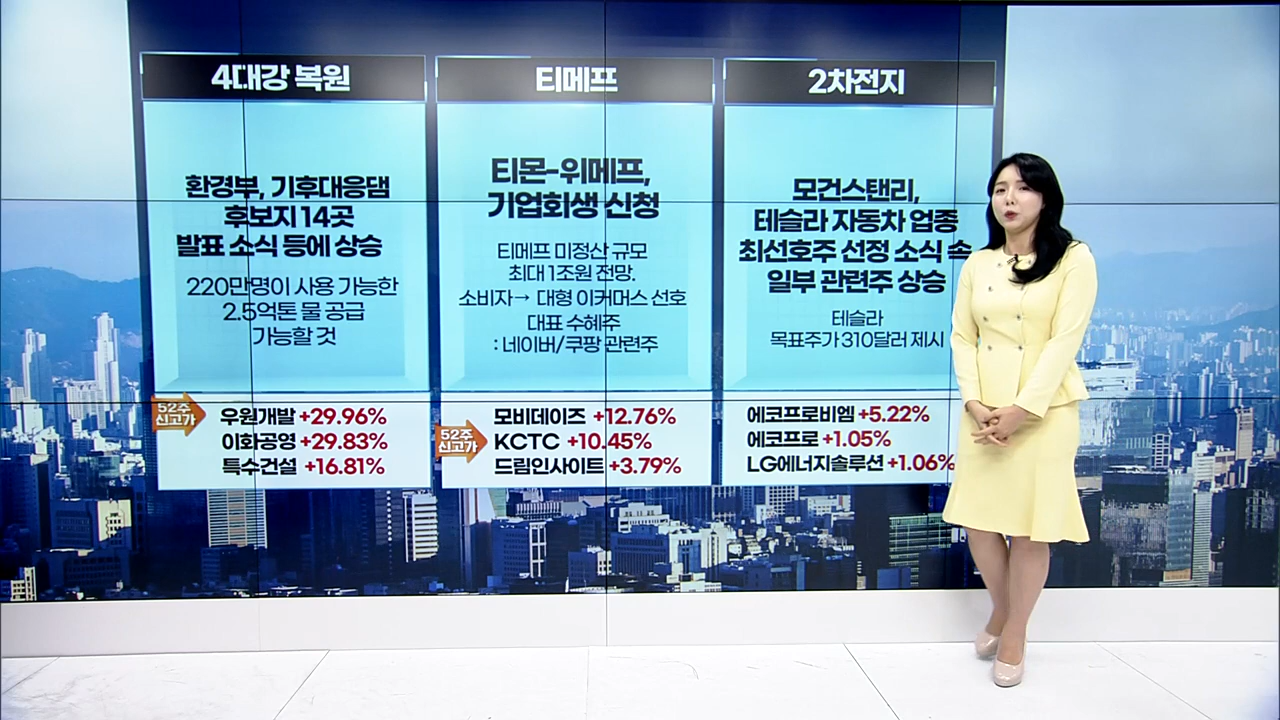 4대강 복원
환경부, 기후대응댐
후보지 14곳
발표 소식 등에 상승
220만명이 사용 가능한
2.5억톤 물 공급
가능할 것
52주
신고가
우원개발 +29.96%
이화공영 +29.83%
특수건설 +16.81%
티메프
티몬-위메프,
기업회생 신청
티메프 미정산 규모
최대 1조원 전망.
소비자→ 대형 이커머스 선호
대표 수혜주
: 네이버/쿠팡 관련주
52주
신고가
모비데이즈 +12.76%
KCTC +10.45%
드림인사이트 +3.79%
2차전지
모건스탠리,
테슬라 자동차 업종
최선호주 선정 소식 속
일부 관련주 상승
테슬라
목표주가 310달러 제시
에코프로비엠 +5.22%
에코프로 +1.05%
LG에너지솔루션 +1.06%